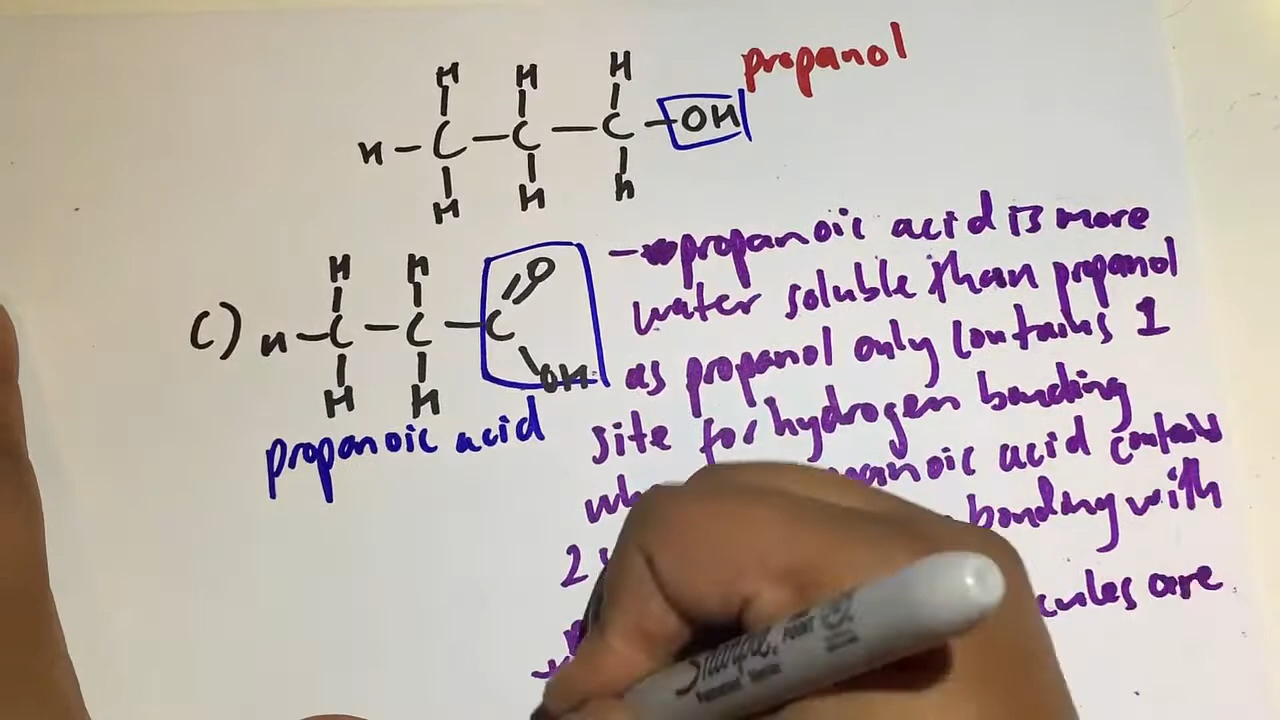 propanol
H H H
H-C-C-C-OH
H H h
H H O
C) H-C-C-C
H H OH
propanoic acid
- propanoic acid is more
water soluble than propanol
as propanol only contains 1
site for hydrogen bonding
acid contains
2 bonding with
are
Sharpie